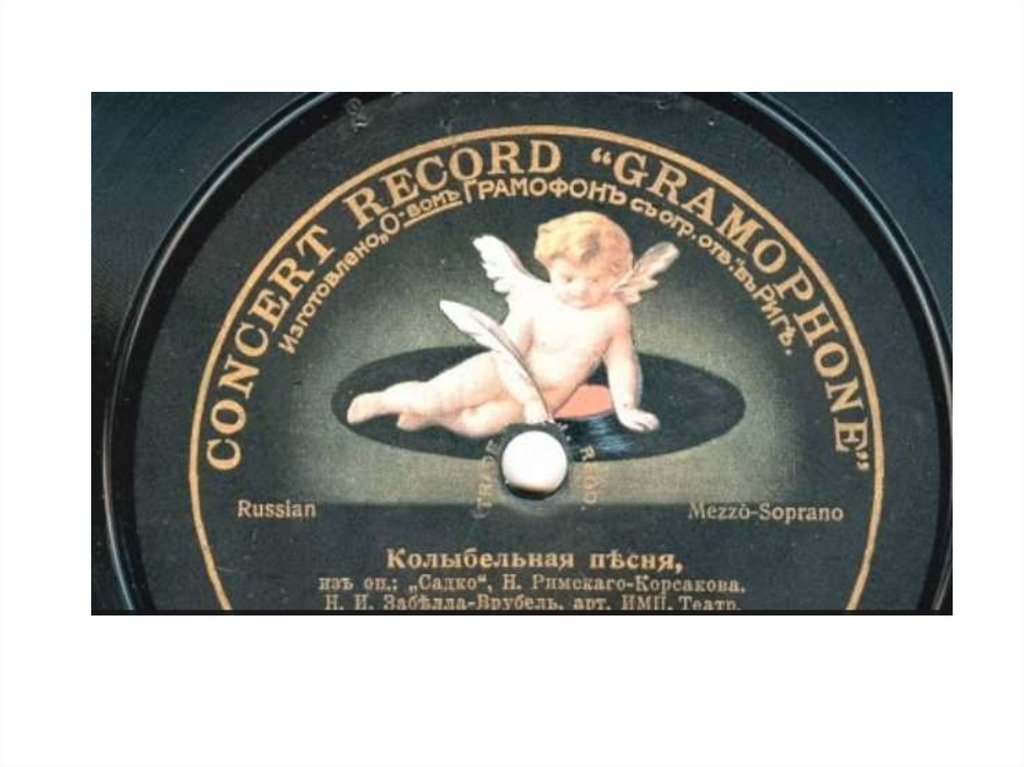 CONCERT RECORD “GRAMOPHONE”
Изготовлено „О-вомъ ГРАМОФОНЪ съ огр. отв.“ въ Ригѣ.
Russian
Mezzo-Soprano
Колыбельная пѣсня,
изъ оп.: „Садко“, Н. Римскаго-Корсакова.
Н. И. Забѣлла-Врубель, арт. ИМП. Театр.